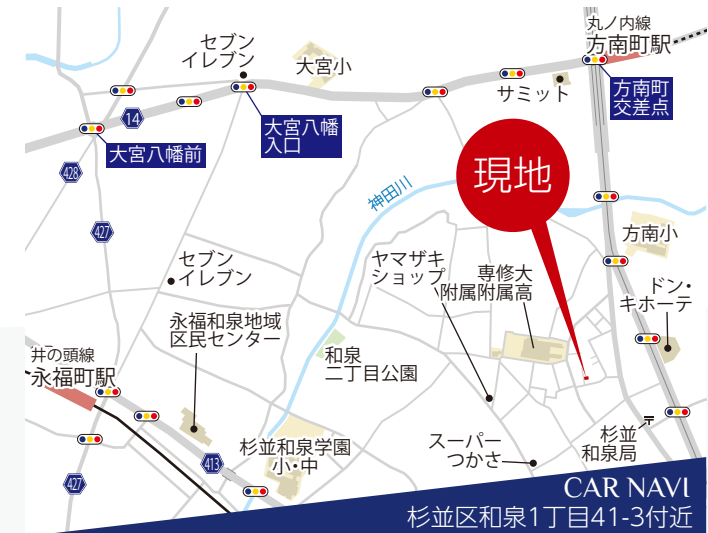 丸ノ内線
方南町駅
セブン
イレブン
大宮小
サミット
方南町
交差点
14
大宮八幡
入口
大宮八幡前
現地
428
神田川
427
方南小
セブン
イレブン
ヤマザキ
ショップ
専修大
附属附属高
ドン・
キホーテ
永福和泉地域
区民センター
井の頭線
永福町駅
和泉
二丁目公園
杉並和泉学園
小・中
スーパー
つかさ
〒
杉並
和泉局
413
427
CAR NAVI
杉並区和泉1丁目41-3付近